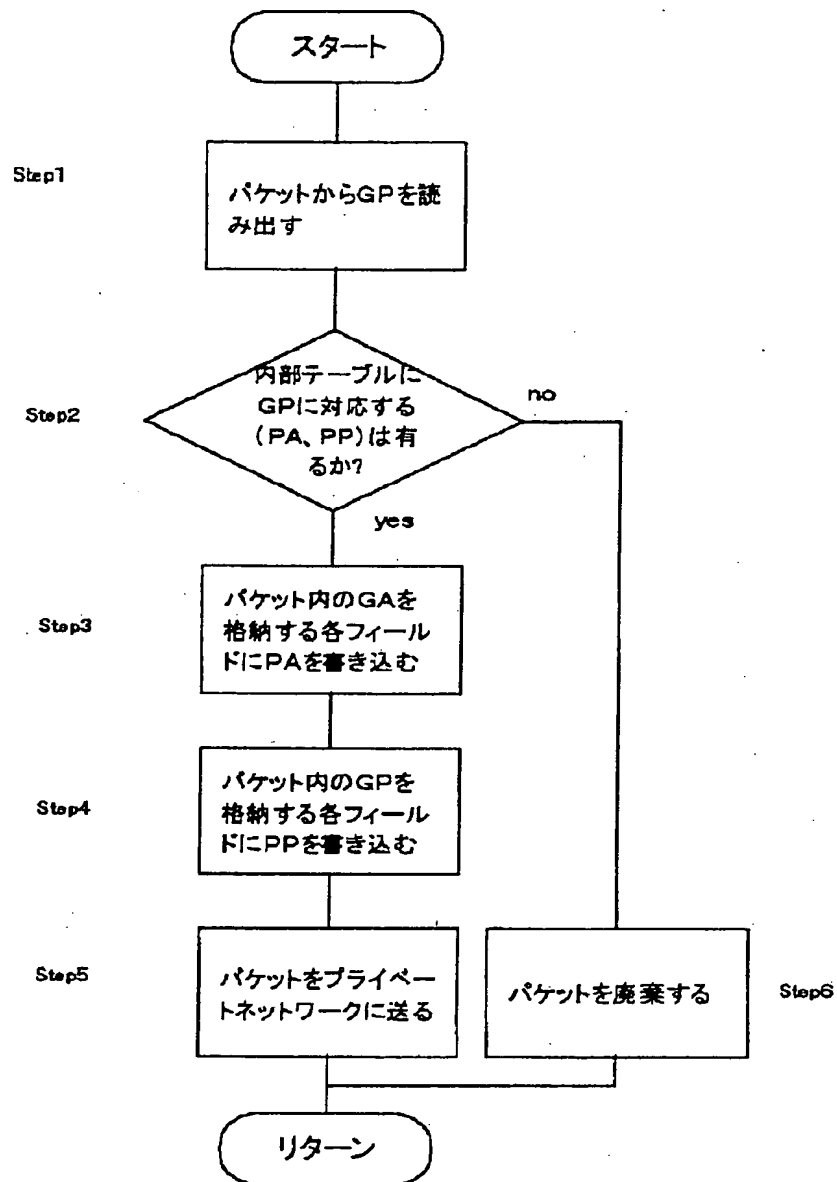 スタート
Step1
パケットからGPを読
み出す
Step2
内部テーブルに
GPに対応する
(PA、PP)は有
るか?
no
yes
Step3
パケット内のGAを
格納する各フィール
ドにPAを書き込む
Step4
パケット内のGPを
格納する各フィール
ドにPPを書き込む
Step5
パケットをプライベー
トネットワークに送る
パケットを廃棄する
Step6
リターン